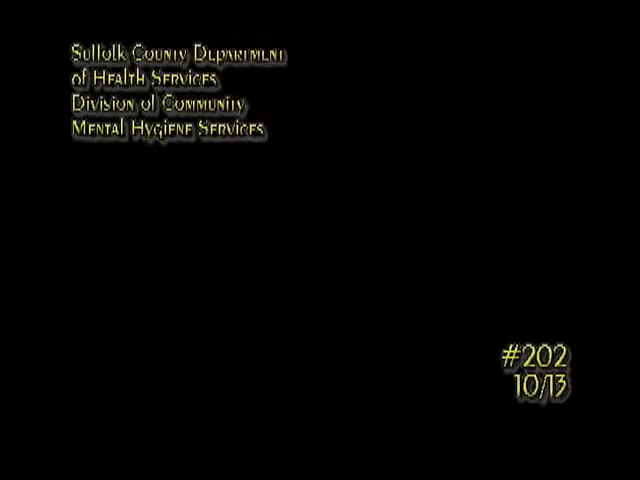 Suffolk County Department
of Health Services
Division of Community
Mental Hygiene Services
#202
10/13